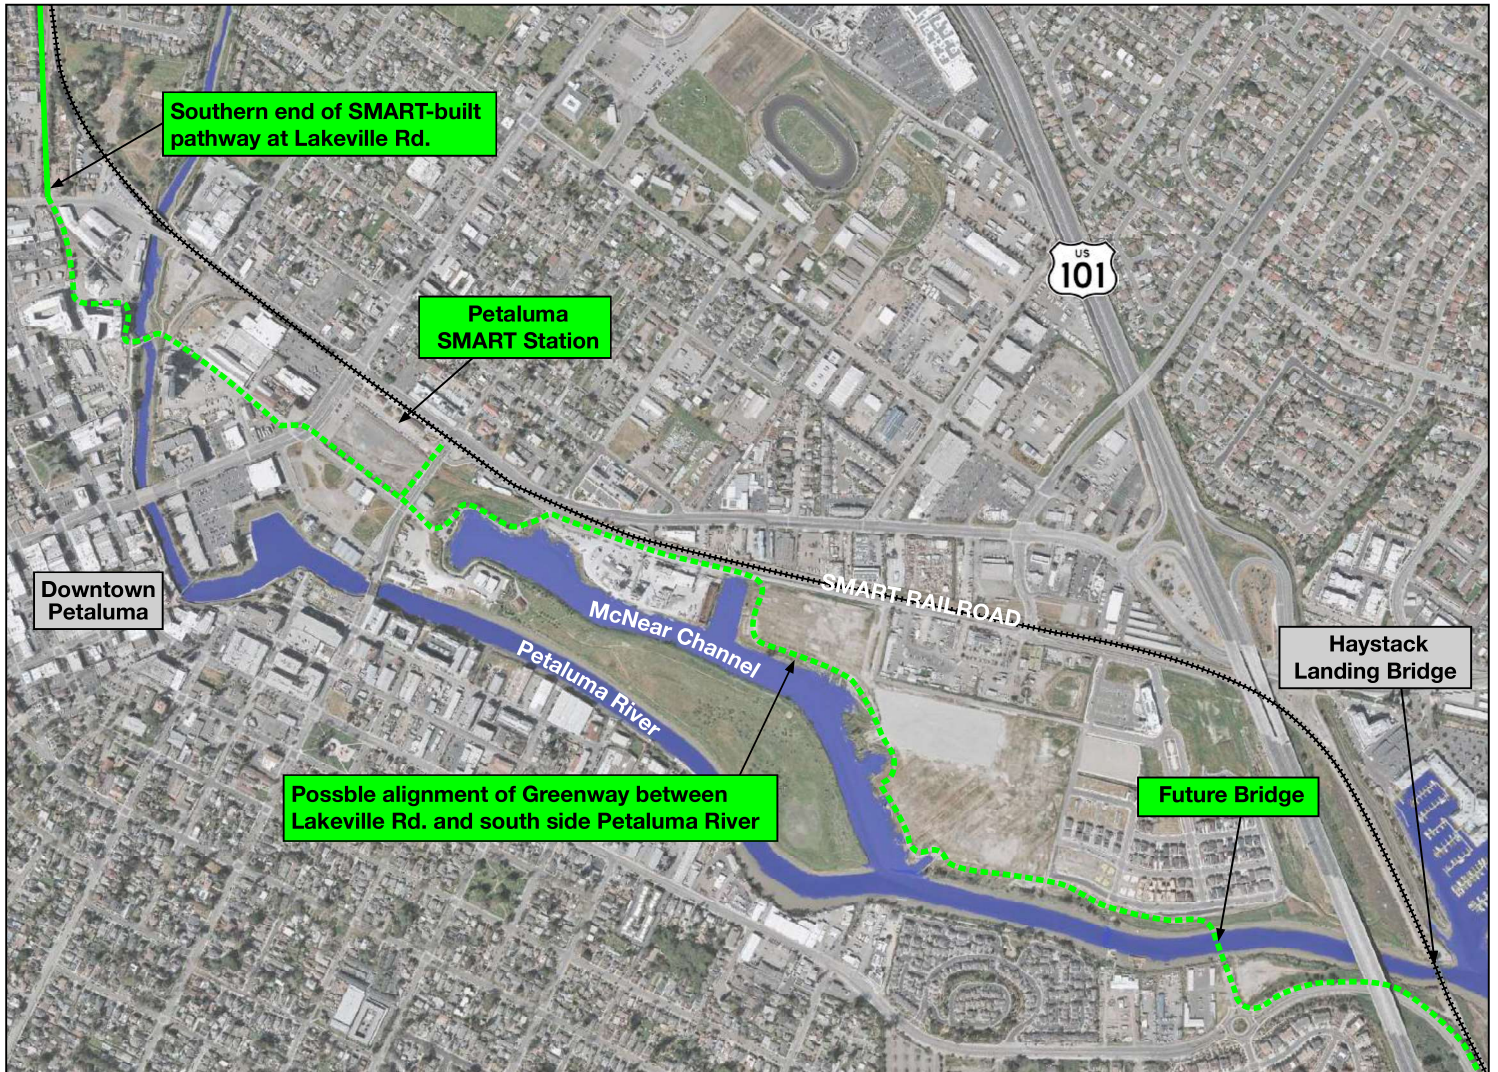 Southern end of SMART-built
pathway at Lakeville Rd.
US
101
Petaluma
SMART Station
Downtown
Petaluma
McNear Channel
SMART RAILROAD
Petaluma River
Haystack
Landing Bridge
Possble alignment of Greenway between
Lakeville Rd. and south side Petaluma River
Future Bridge